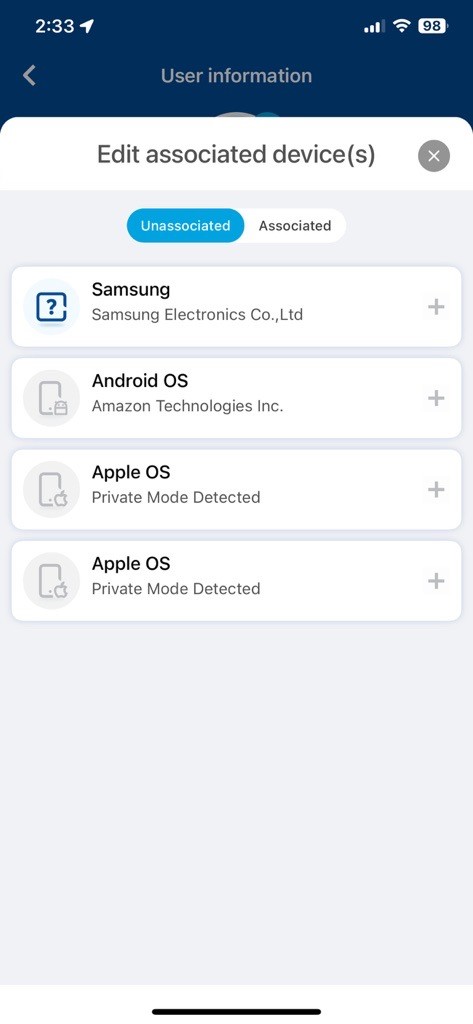 2:33
98
User information
Edit associated device(s)
Unassociated
Associated
Samsung
Samsung Electronics Co.,Ltd
Android OS
Amazon Technologies Inc.
Apple OS
Private Mode Detected
Apple OS
Private Mode Detected